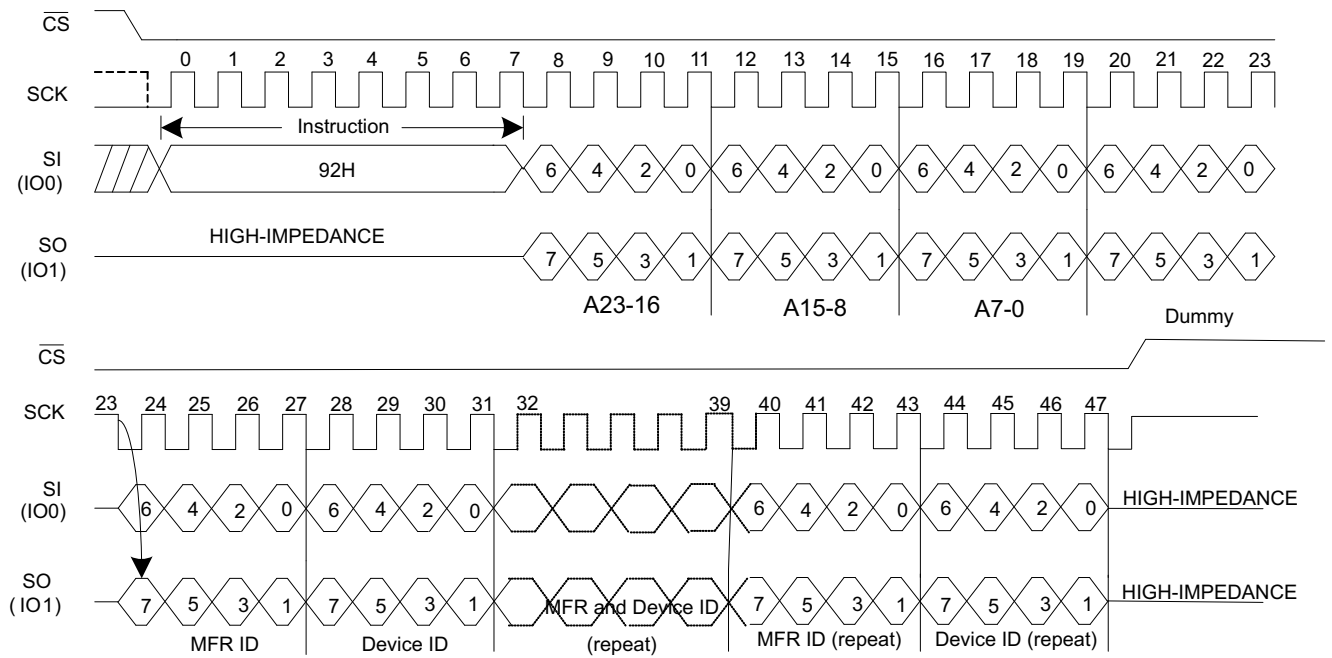 CS
0 1 2 3 4 5 6 7 8 9 10 11 12 13 14 15 16 17 18 19 20 21 22 23
SCK
Instruction
SI
(IO0)
92H
6 4 2 0 6 4 2 0 6 4 2 0 6 4 2 0
HIGH-IMPEDANCE
SO
(IO1)
7 5 3 1 7 5 3 1 7 5 3 1 7 5 3 1
A23-16 A15-8 A7-0
Dummy
CS
SCK
23 24 25 26 27 28 29 30 31 32 39 40 41 42 43 44 45 46 47
SI
(IO0)
6 4 2 0 6 4 2 0 6 4 2 0 6 4 2 0
HIGH-IMPEDANCE
SO
(IO1)
7 5 3 1 7 5 3 1 MFR and Device ID 7 5 3 1 7 5 3 1
HIGH-IMPEDANCE
MFR ID Device ID (repeat) MFR ID (repeat) Device ID (repeat)